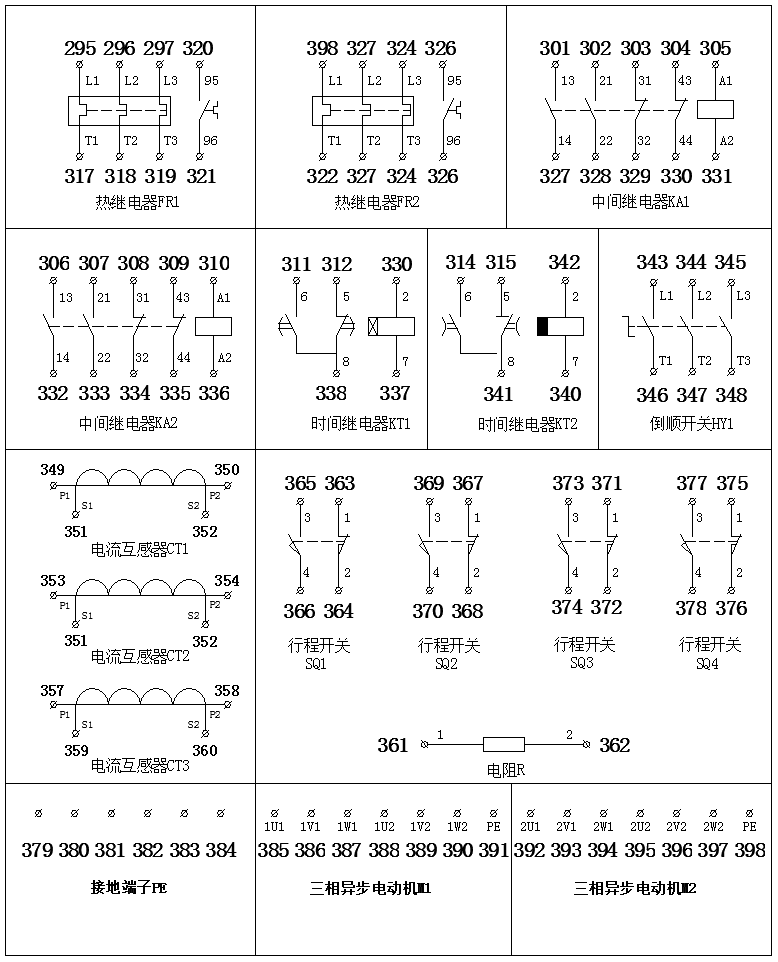 295 296 297 320
L1 L2 L3 95
T1 T2 T3 96
317 318 319 321
热继电器FR1
398 327 324 326
L1 L2 L3 95
T1 T2 T3 96
322 327 324 326
热继电器FR2
301 302 303 304 305
13 21 31 43 A1
14 22 32 44 A2
327 328 329 330 331
中间继电器KA1
306 307 308 309 310
13 21 31 43 A1
14 22 32 44 A2
332 333 334 335 336
中间继电器KA2
311 312 330
6 5 2
8 7
338 337
时间继电器KT1
314 315 342
6 5 2
8 7
341 340
时间继电器KT2
343 344 345
L1 L2 L3
T1 T2 T3
346 347 348
倒顺开关HY1
349 350
P1 S1 S2 P2
351 352
电流互感器CT1
353 354
P1 S1 S2 P2
351 352
电流互感器CT2
357 358
P1 S1 S2 P2
359 360
电流互感器CT3
365 363
3 1
4 2
366 364
行程开关
SQ1
369 367
3 1
4 2
370 368
行程开关
SQ2
373 371
3 1
4 2
374 372
行程开关
SQ3
377 375
3 1
4 2
378 376
行程开关
SQ4
361 1 2 362
电阻R
379 380 381 382 383 384
接地端子PE
1U1 1V1 1W1 1U2 1V2 1W2 PE
385 386 387 388 389 390 391
三相异步电动机M1
2U1 2V1 2W1 2U2 2V2 2W2 PE
392 393 394 395 396 397 398
三相异步电动机M2